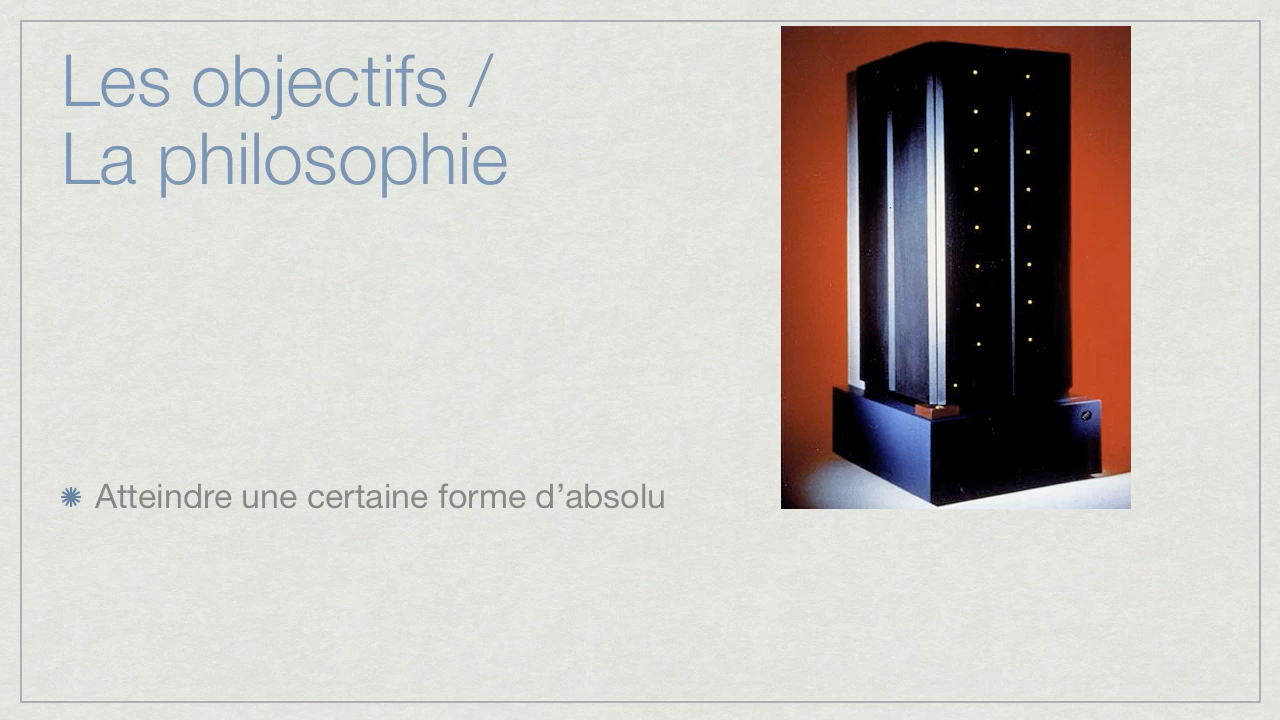 Les objectifs /
La philosophie
Atteindre une certaine forme d’absolu